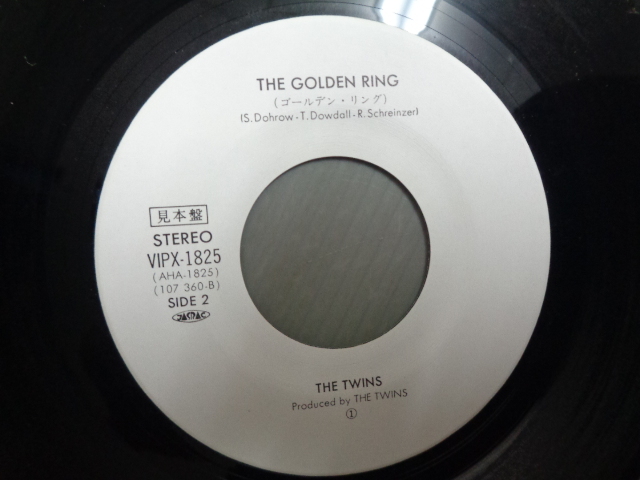 THE GOLDEN RING
(ゴールデン・リング)
(S.Dohrow-T.Dowdall-R.Schreinzer)
見本盤
STEREO
VIPX-1825
(AHA-1825)
(107 360-B)
SIDE 2
JASRAC
THE TWINS
Produced by THE TWINS
①